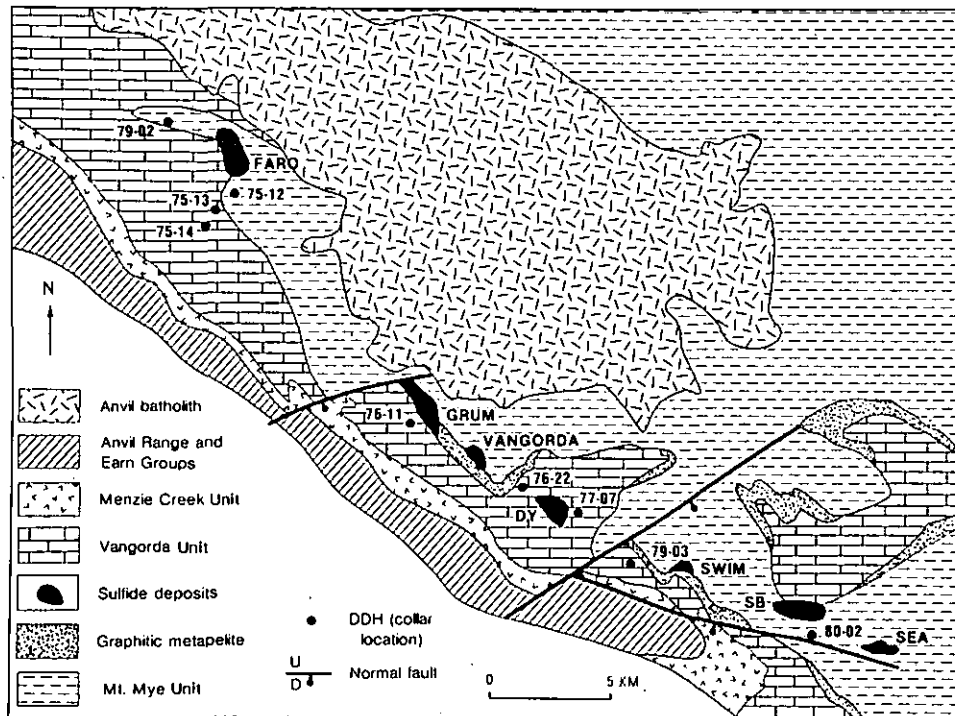 79-02
FARO
75-12
75-13
75-14
N
76-11
GRUM
VANGORDA
76-22
77-07
DY
79-03
SWIM
SB
80-02
SEA
Anvil batholith
Anvil Range and
Earn Groups
Menzie Creek Unit
Vangorda Unit
Sulfide deposits
Graphitic metapelite
Mt. Mye Unit
DDH (collar
location)
U
D
Normal fault
0 5 KM